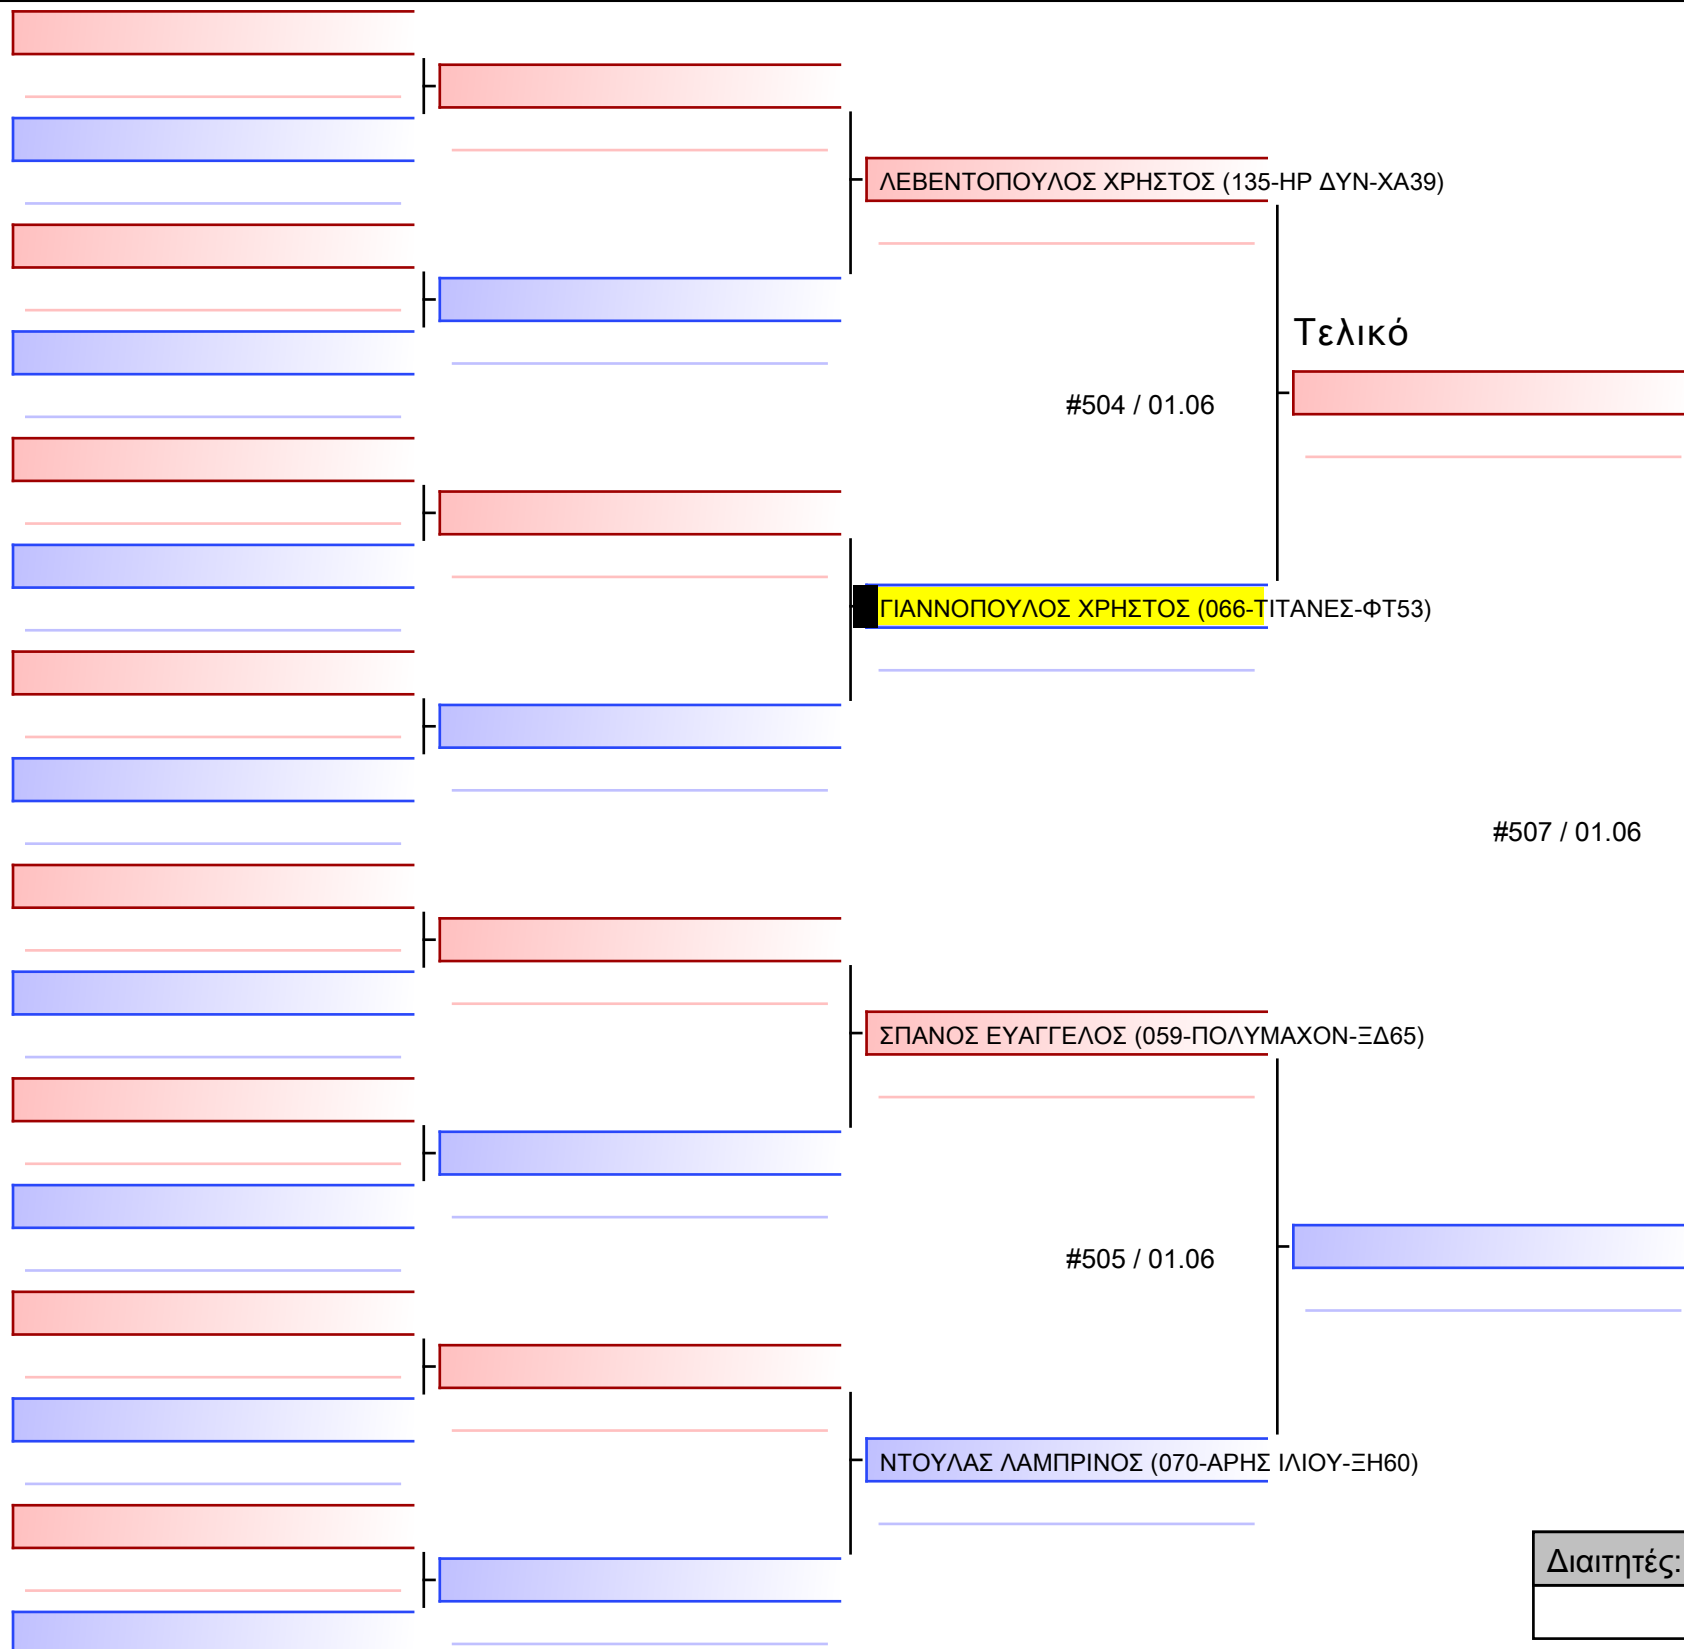 ΛΕΒΕΝΤΟΠΟΥΛΟΣ ΧΡΗΣΤΟΣ (135-ΗΡ ΔΥΝ-ΧΑ39)
Τελικό
#504 / 01.06
ΓΙΑΝΝΟΠΟΥΛΟΣ ΧΡΗΣΤΟΣ (066-ΤΙΤΑΝΕΣ-ΦΤ53)
#507 / 01.06
ΣΠΑΝΟΣ ΕΥΑΓΓΕΛΟΣ (059-ΠΟΛΥΜΑΧΟΝ-ΞΔ65)
#505 / 01.06
ΝΤΟΥΛΑΣ ΛΑΜΠΡΙΝΟΣ (070-ΑΡΗΣ ΙΛΙΟΥ-ΞΗ60)
Διαιτητές: